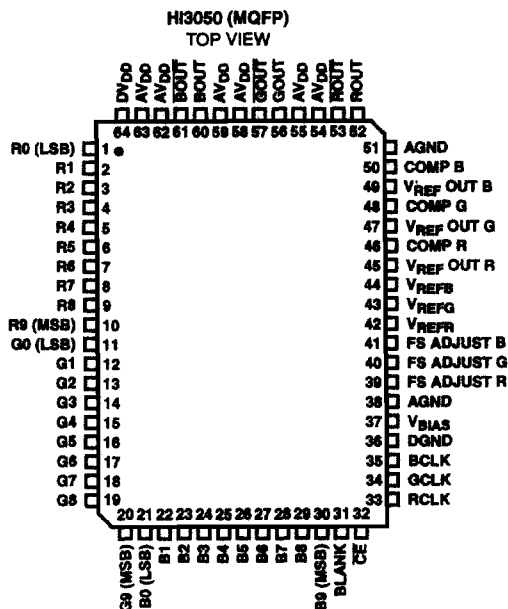 HI3050 (MQFP)
TOP VIEW
DVDD
AVDD
AVDD
BOUT
BOUT
AVDD
AVDD
GOUT
GOUT
AVDD
AVDD
ROUT
ROUT
64 63 62 61 60 59 58 57 56 55 54 53 52
R0 (LSB) 1
R1 2
R2 3
R3 4
R4 5
R5 6
R6 7
R7 8
R8 9
R9 (MSB) 10
G0 (LSB) 11
G1 12
G2 13
G3 14
G4 15
G5 16
G6 17
G7 18
G8 19
51 AGND
50 COMP B
49 VREF OUT B
48 COMP G
47 VREF OUT G
46 COMP R
45 VREF OUT R
44 VREFB
43 VREFG
42 VREFR
41 FS ADJUST B
40 FS ADJUST G
39 FS ADJUST R
38 AGND
37 VBIAS
36 DGND
35 BCLK
34 GCLK
33 RCLK
20 21 22 23 24 25 26 27 28 29 30 31 32
G9 (MSB)
B0 (LSB)
B1
B2
B3
B4
B5
B6
B7
B8
B9 (MSB)
BLANK
CE